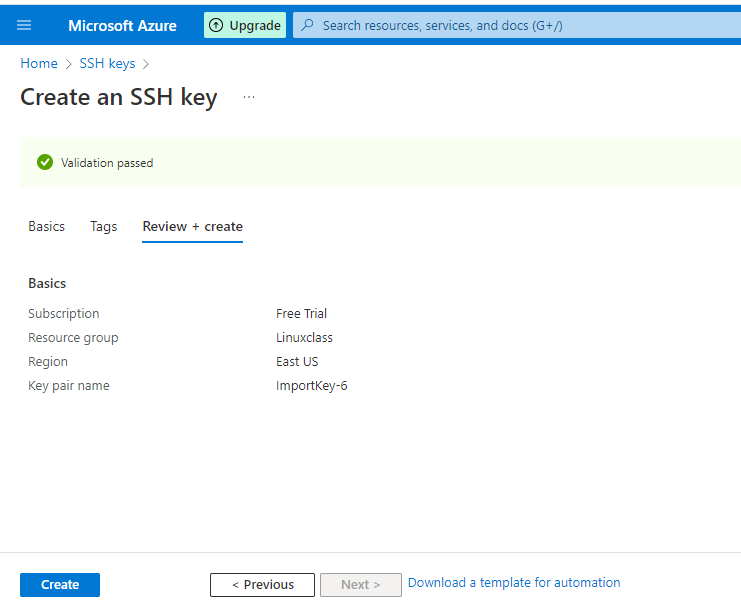 Microsoft Azure Upgrade Search resources, services, and docs (G+/)
Home > SSH keys >
Create an SSH key ...
Validation passed
Basics Tags Review + create
Basics
Subscription Free Trial
Resource group Linuxclass
Region East US
Key pair name ImportKey-6
Create < Previous Next > Download a template for automation